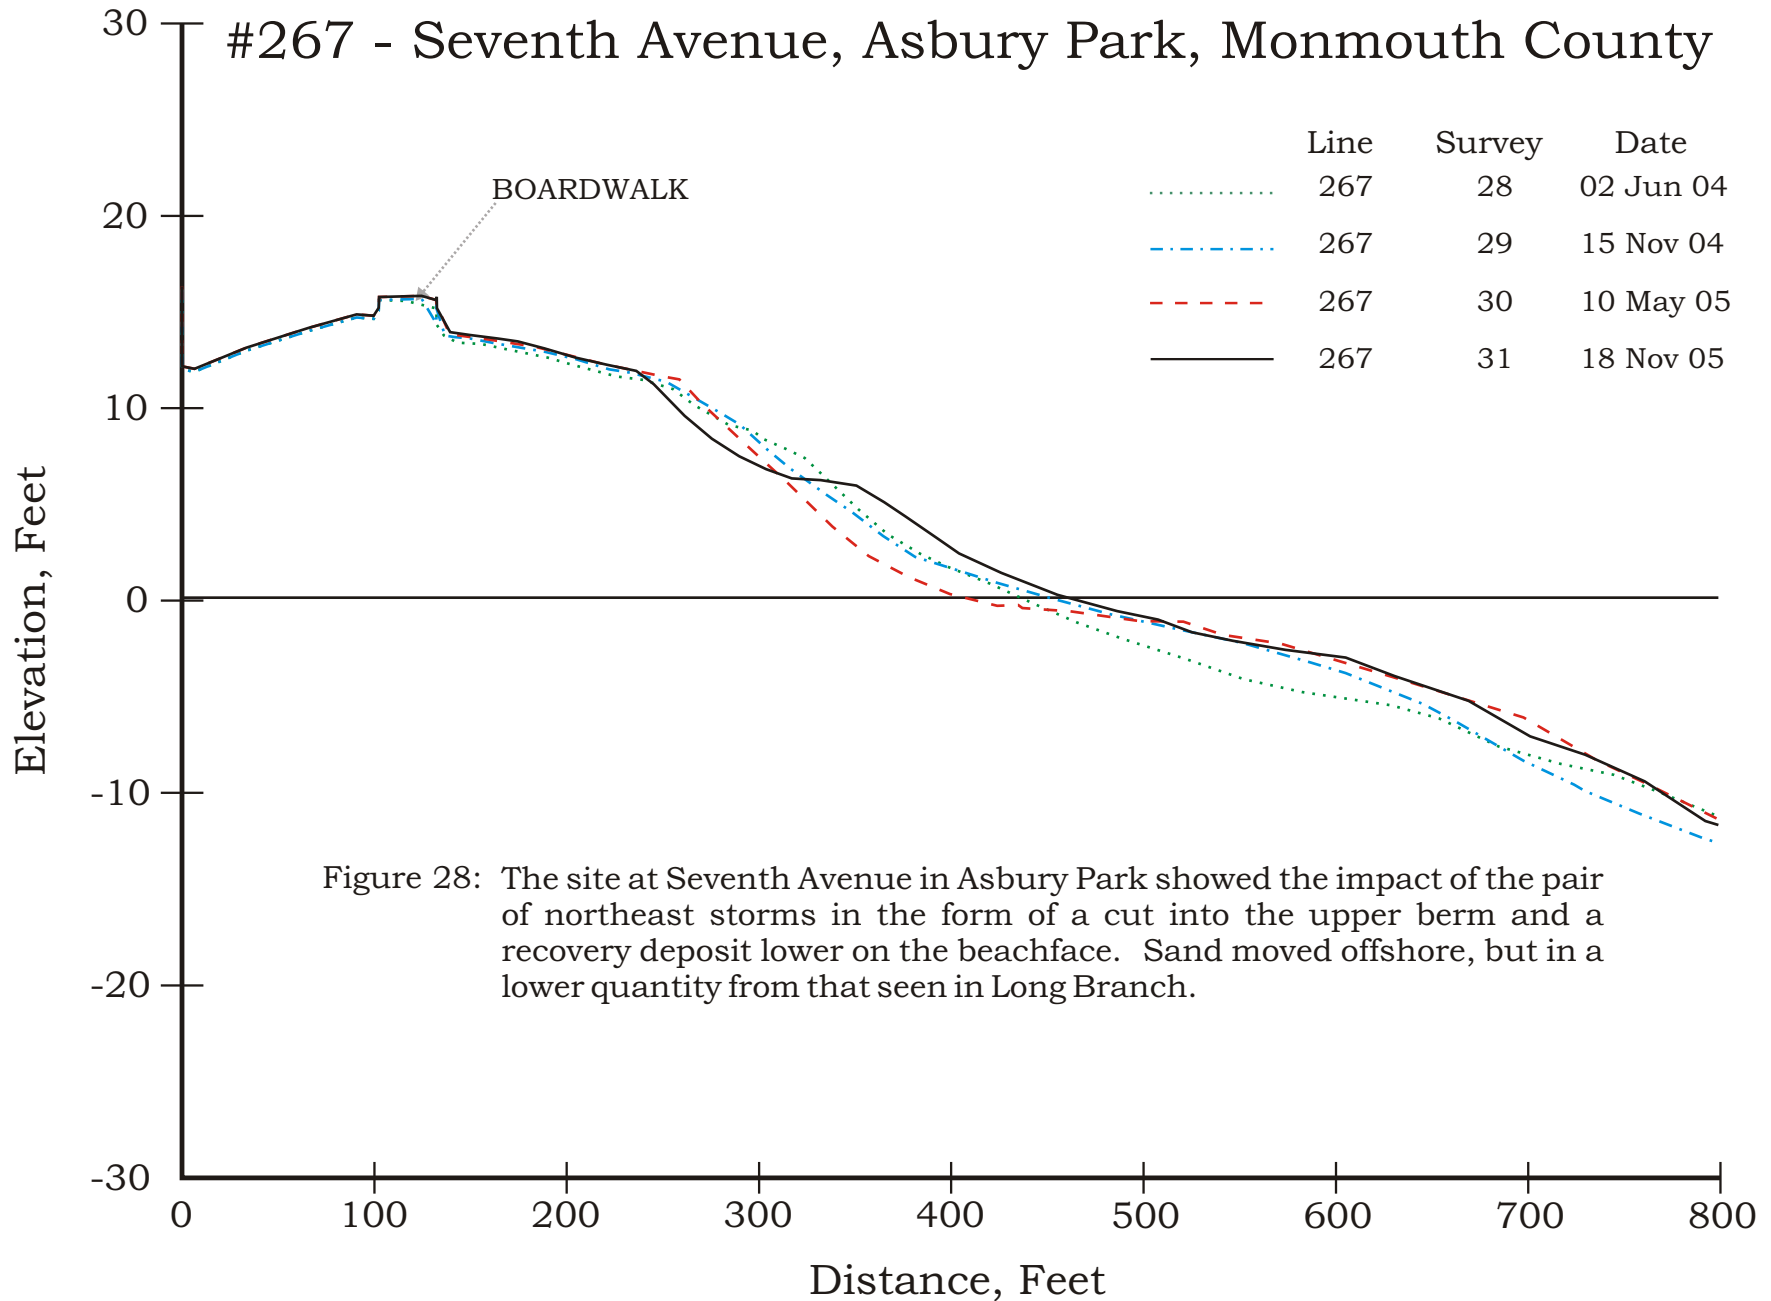 #267 - Seventh Avenue, Asbury Park, Monmouth County
Line Survey Date
267 28 02 Jun 04
267 29 15 Nov 04
267 30 10 May 05
267 31 18 Nov 05
BOARDWALK
30
20
10
0
-10
-20
-30
Elevation, Feet
Figure 28: The site at Seventh Avenue in Asbury Park showed the impact of the pair
of northeast storms in the form of a cut into the upper berm and a
recovery deposit lower on the beachface. Sand moved offshore, but in a
lower quantity from that seen in Long Branch.
0 100 200 300 400 500 600 700 800
Distance, Feet